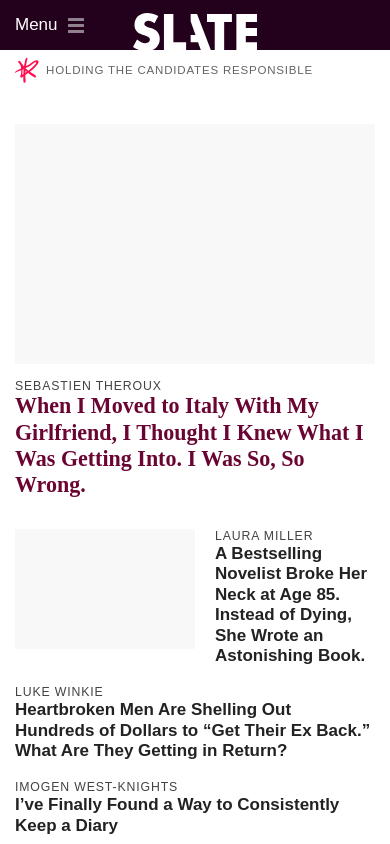 Menu
SLATE
HOLDING THE CANDIDATES RESPONSIBLE
SEBASTIEN THEROUX
When I Moved to Italy With My
Girlfriend, I Thought I Knew What I
Was Getting Into. I Was So, So
Wrong.
LAURA MILLER
A Bestselling
Novelist Broke Her
Neck at Age 85.
Instead of Dying,
She Wrote an
Astonishing Book.
LUKE WINKIE
Heartbroken Men Are Shelling Out
Hundreds of Dollars to “Get Their Ex Back.”
What Are They Getting in Return?
IMOGEN WEST-KNIGHTS
I’ve Finally Found a Way to Consistently
Keep a Diary